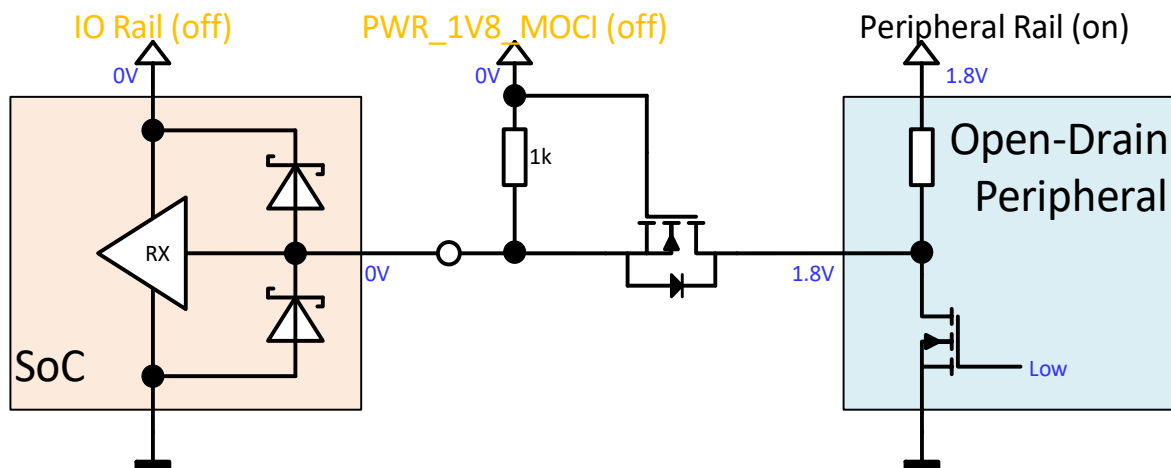 IO Rail (off)
PWR_1V8_MOCI (off)
Peripheral Rail (on)
0V
0V
1.8V
Open-Drain
Peripheral
1k
RX
0V
1.8V
SoC
Low